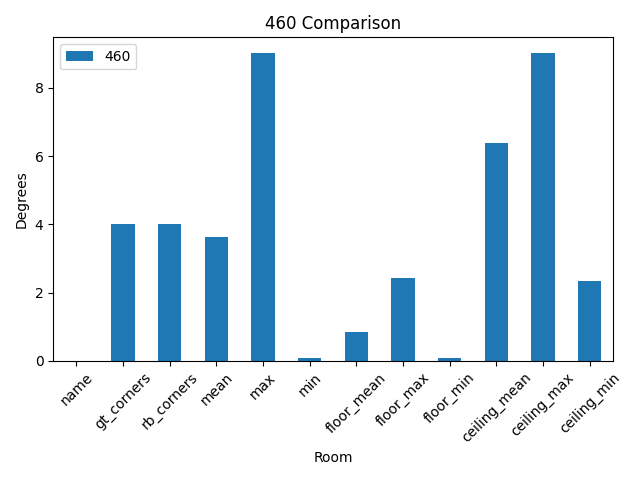 460 Comparison
460
Degrees
8
6
4
2
0
name
gt_corners
rb_corners
mean
max
min
floor_mean
floor_max
floor_min
ceiling_mean
ceiling_max
ceiling_min
Room